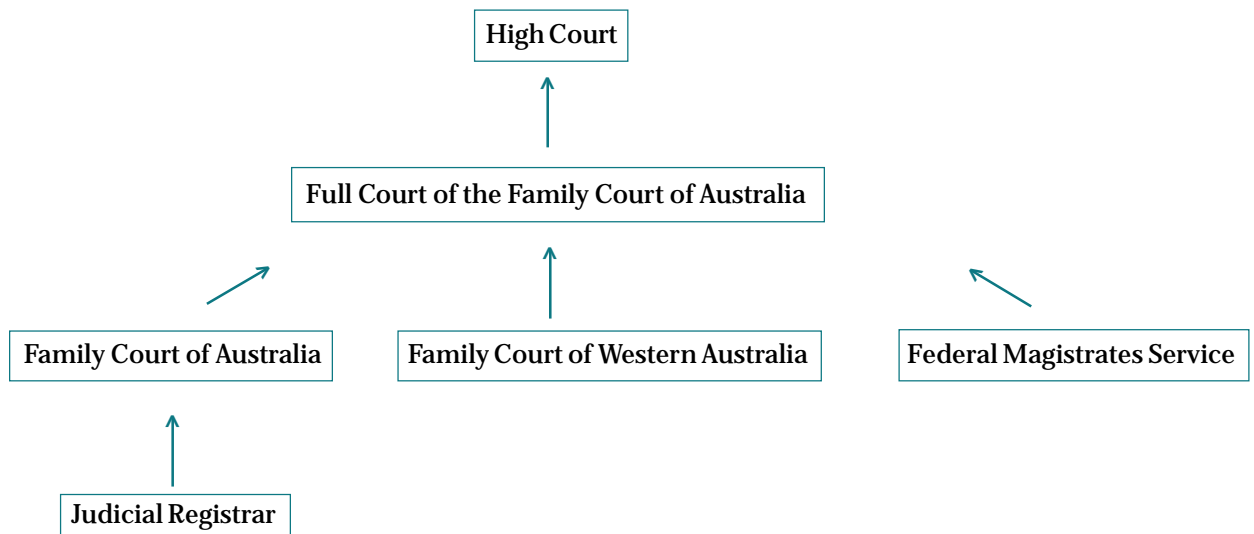 High Court
Full Court of the Family Court of Australia
Family Court of Australia
Family Court of Western Australia
Federal Magistrates Service
Judicial Registrar